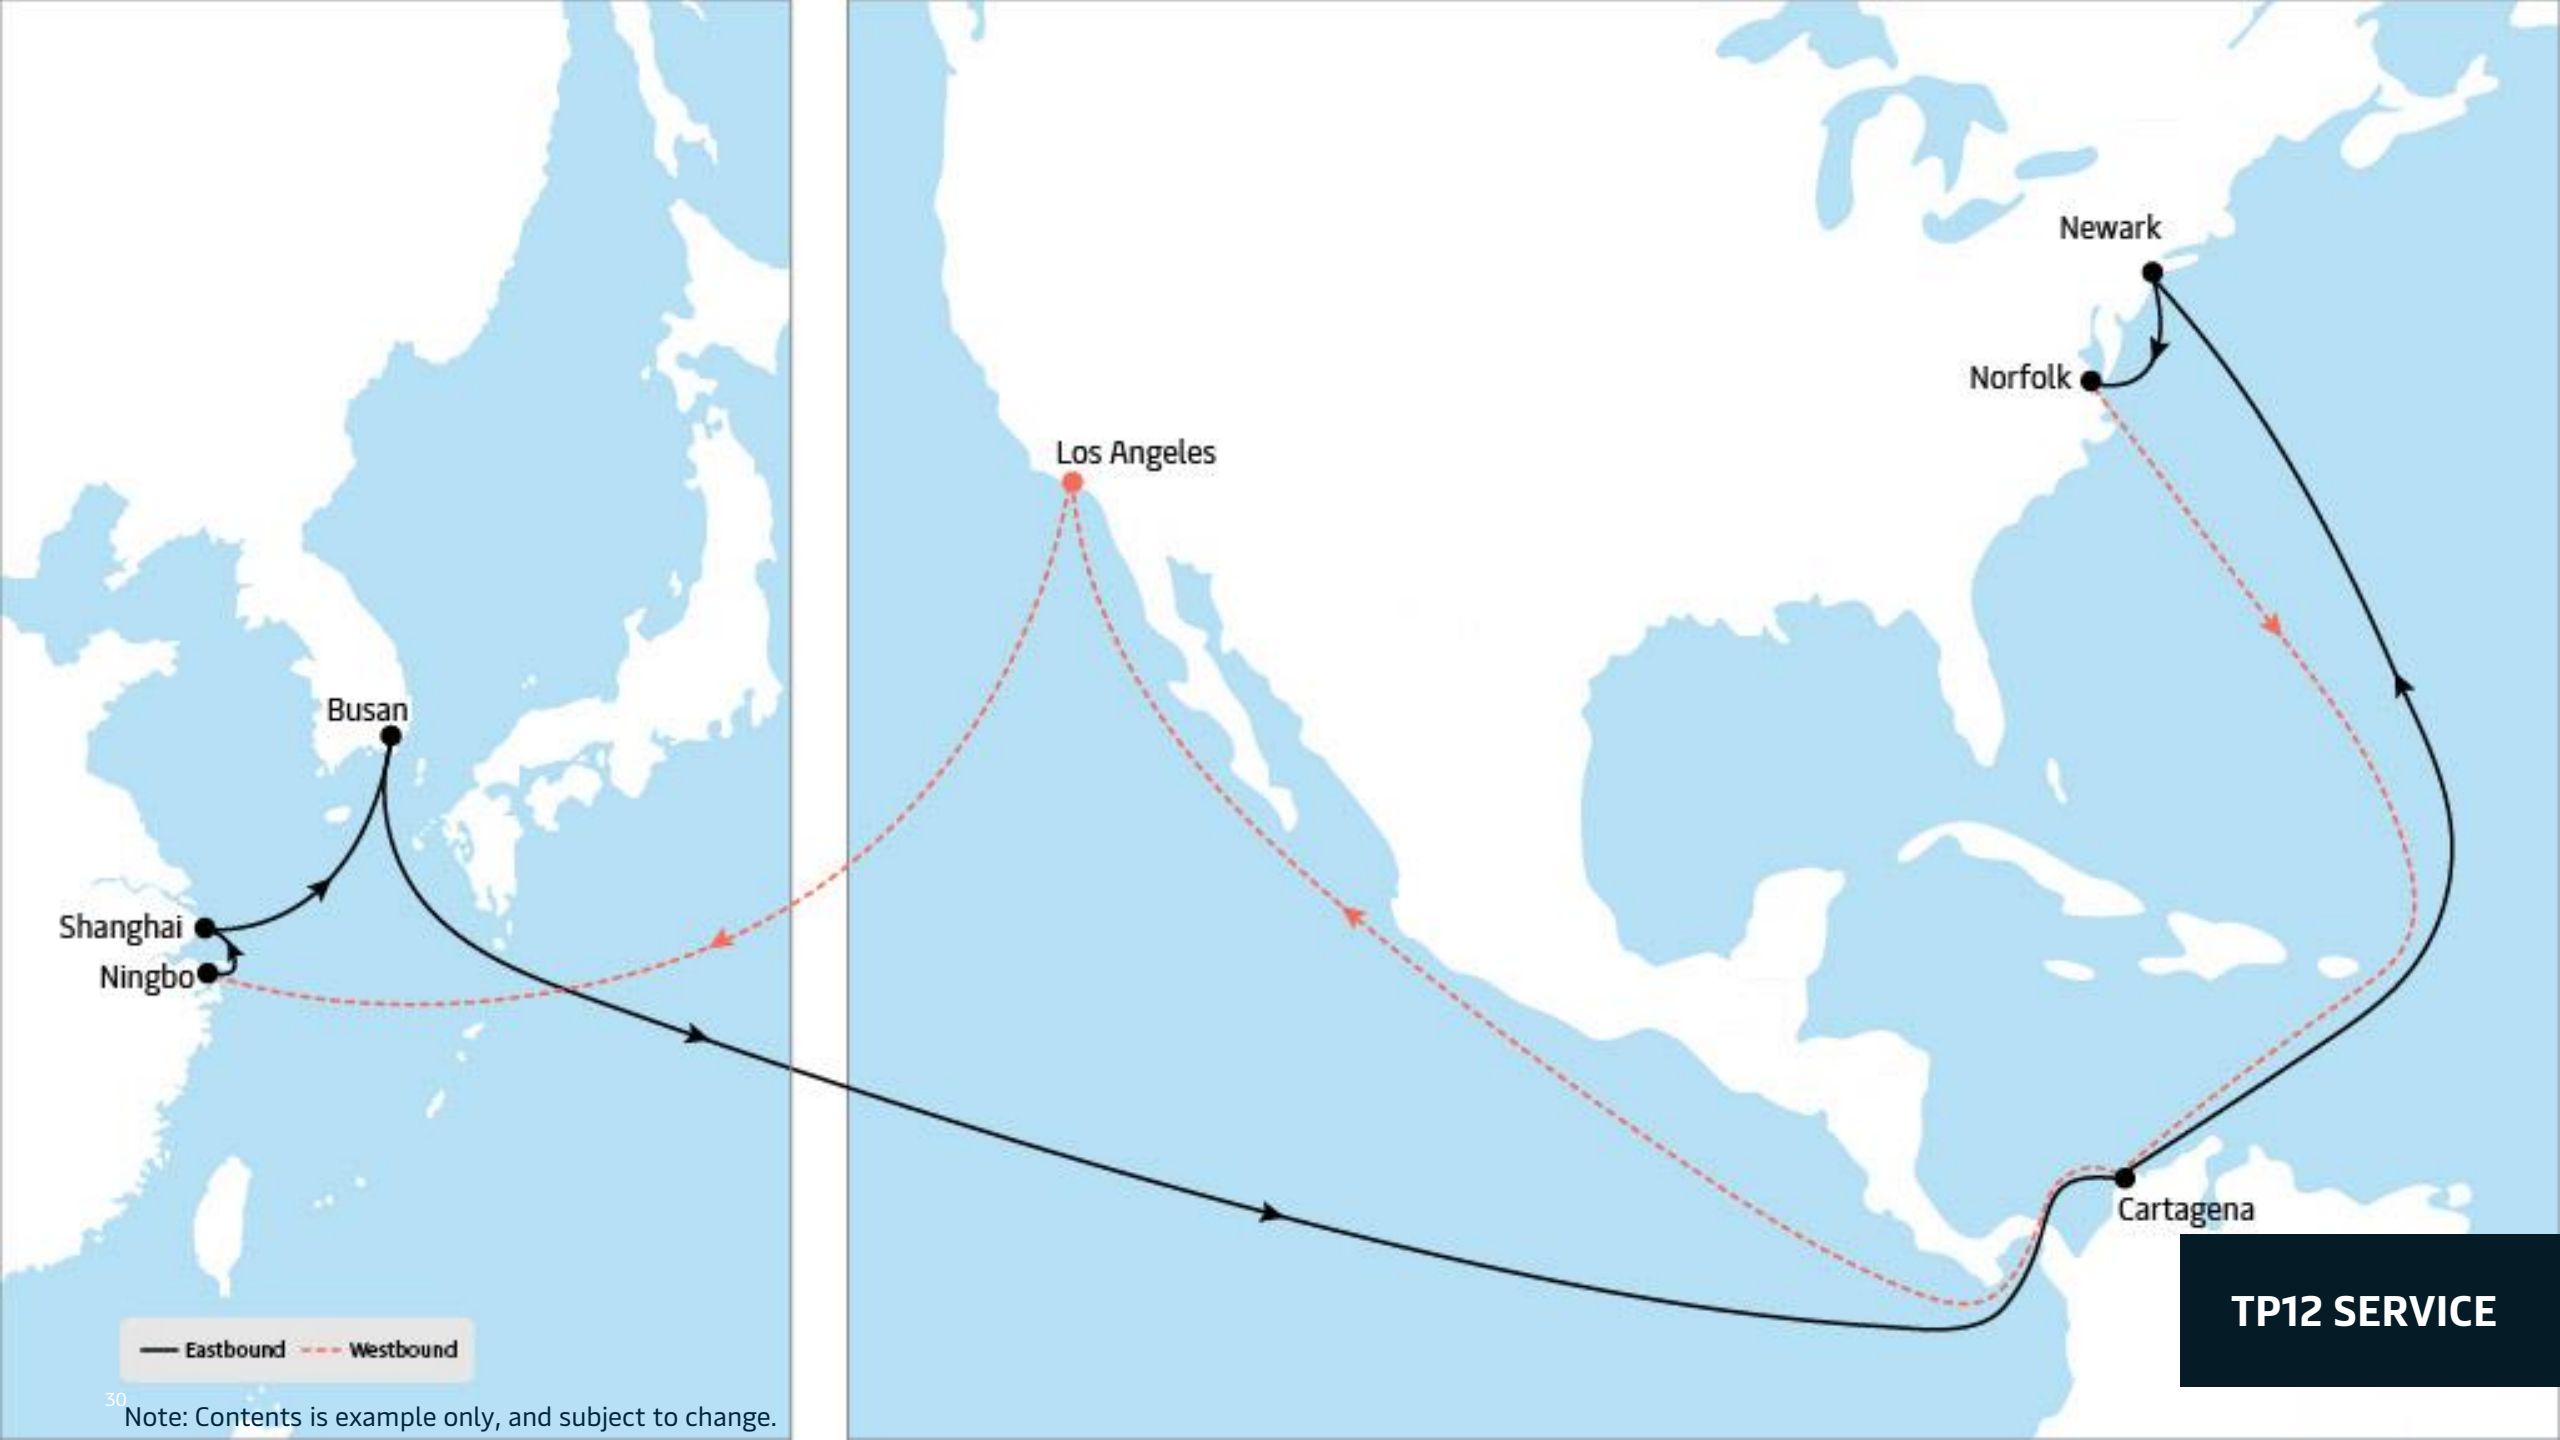 Newark
Norfolk
Los Angeles
Busan
Shanghai
Ningbo
Cartagena
TP12 SERVICE
Eastbound Westbound
30
Note: Contents is example only, and subject to change.